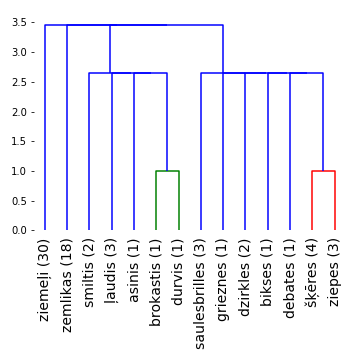 3.5
3.0
2.5
2.0
1.5
1.0
0.5
0.0
ziemeļi (30)
zemlikas (18)
smiltis (2)
ļaudis (3)
asinis (1)
brokastis (1)
durvis (1)
saulesbrilles (3)
grieznes (1)
dzirkles (2)
bikses (1)
debates (1)
šķēres (4)
ziepes (3)